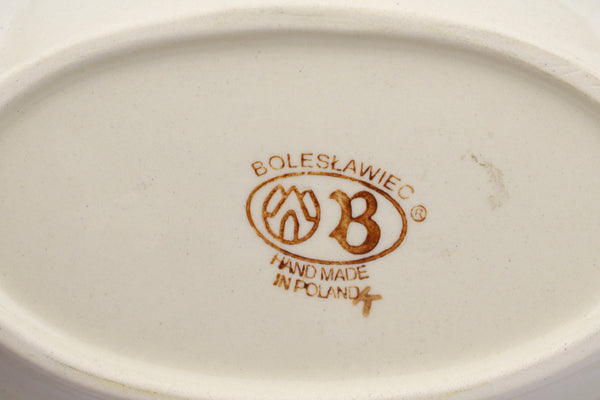 BOLESŁAWIEC
B ®
HAND MADE
IN POLAND